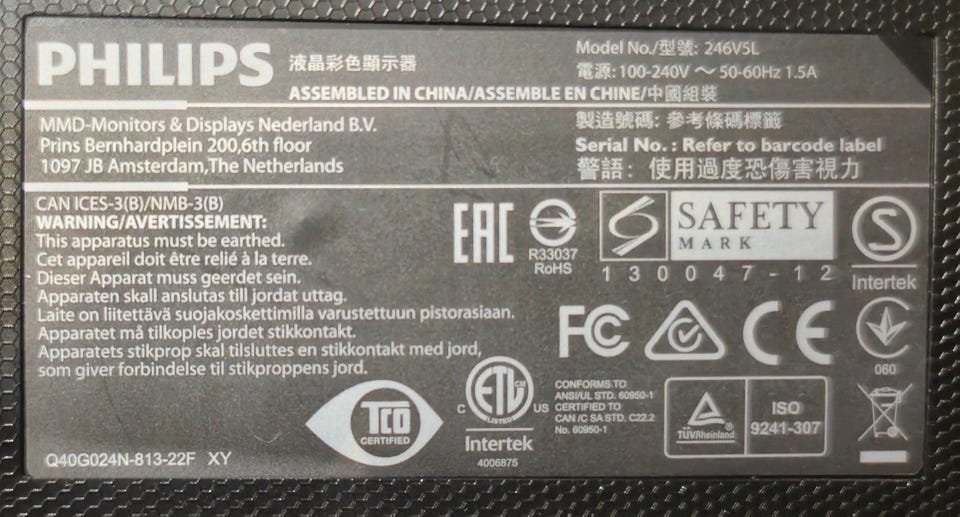 PHILIPS 液晶彩色顯示器
Model No./型號: 246V5L
電源:100-240V ～ 50-60Hz 1.5A
ASSEMBLED IN CHINA/ASSEMBLE EN CHINE/中國組裝
MMD-Monitors & Displays Nederland B.V.
Prins Bernhardplein 200,6th floor
1097 JB Amsterdam,The Netherlands
製造號碼: 參考條碼標籤
Serial No. : Refer to barcode label
警語: 使用過度恐傷害視力
CAN ICES-3(B)/NMB-3(B)
WARNING/AVERTISSEMENT:
This apparatus must be earthed.
Cet appareil doit être relié à la terre.
Dieser Apparat muss geerdet sein.
Apparaten skall anslutas till jordat uttag.
Laite on liitettävä suojakoskettimilla varustettuun pistorasiaan.
Apparatet må tilkoples jordet stikkontakt.
Apparatets stikprop skal tilsluttes en stikkontakt med jord,
som giver forbindelse til stikproppens jord.
EAC
R33037
RoHS
SAFETY
MARK
130047-12
S
Intertek
FC
CE
060
TCO
CERTIFIED
ETL CM
LISTED
C US
Intertek
4006875
CONFORMS TO
ANSI/UL STD. 60950-1
CERTIFIED TO
CAN /C SA STD. C22.2
No. 60950-1
TÜVRheinland
ISO
9241-307
Q40G024N-813-22F XY